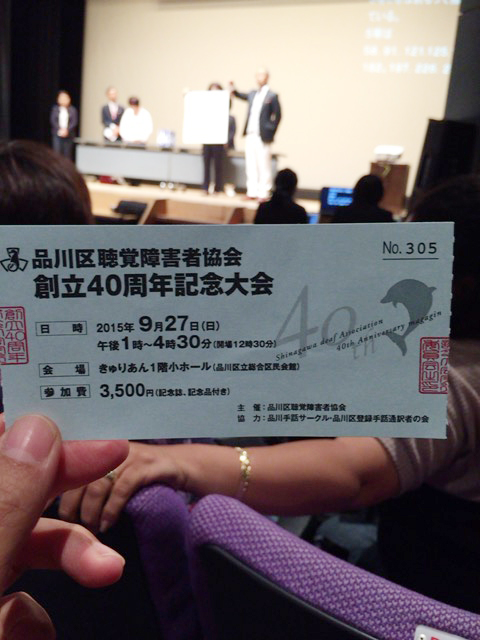 ている。
品川区聴覚障害者協会
No.305
創立40周年記念大会
日時 2015年9月27日(日)
午後1時～4時30分(開場12時30分)
会場 きゅりあん1階小ホール(品川区立総合区民会館)
参加費 3,500円(記念誌、記念品付き)
40th
Shinagawa deaf Association
40th Anniversary magagin
主 催：品川区聴覚障害者協会
協 力：品川手話サークル・品川区登録手話通訳者の会